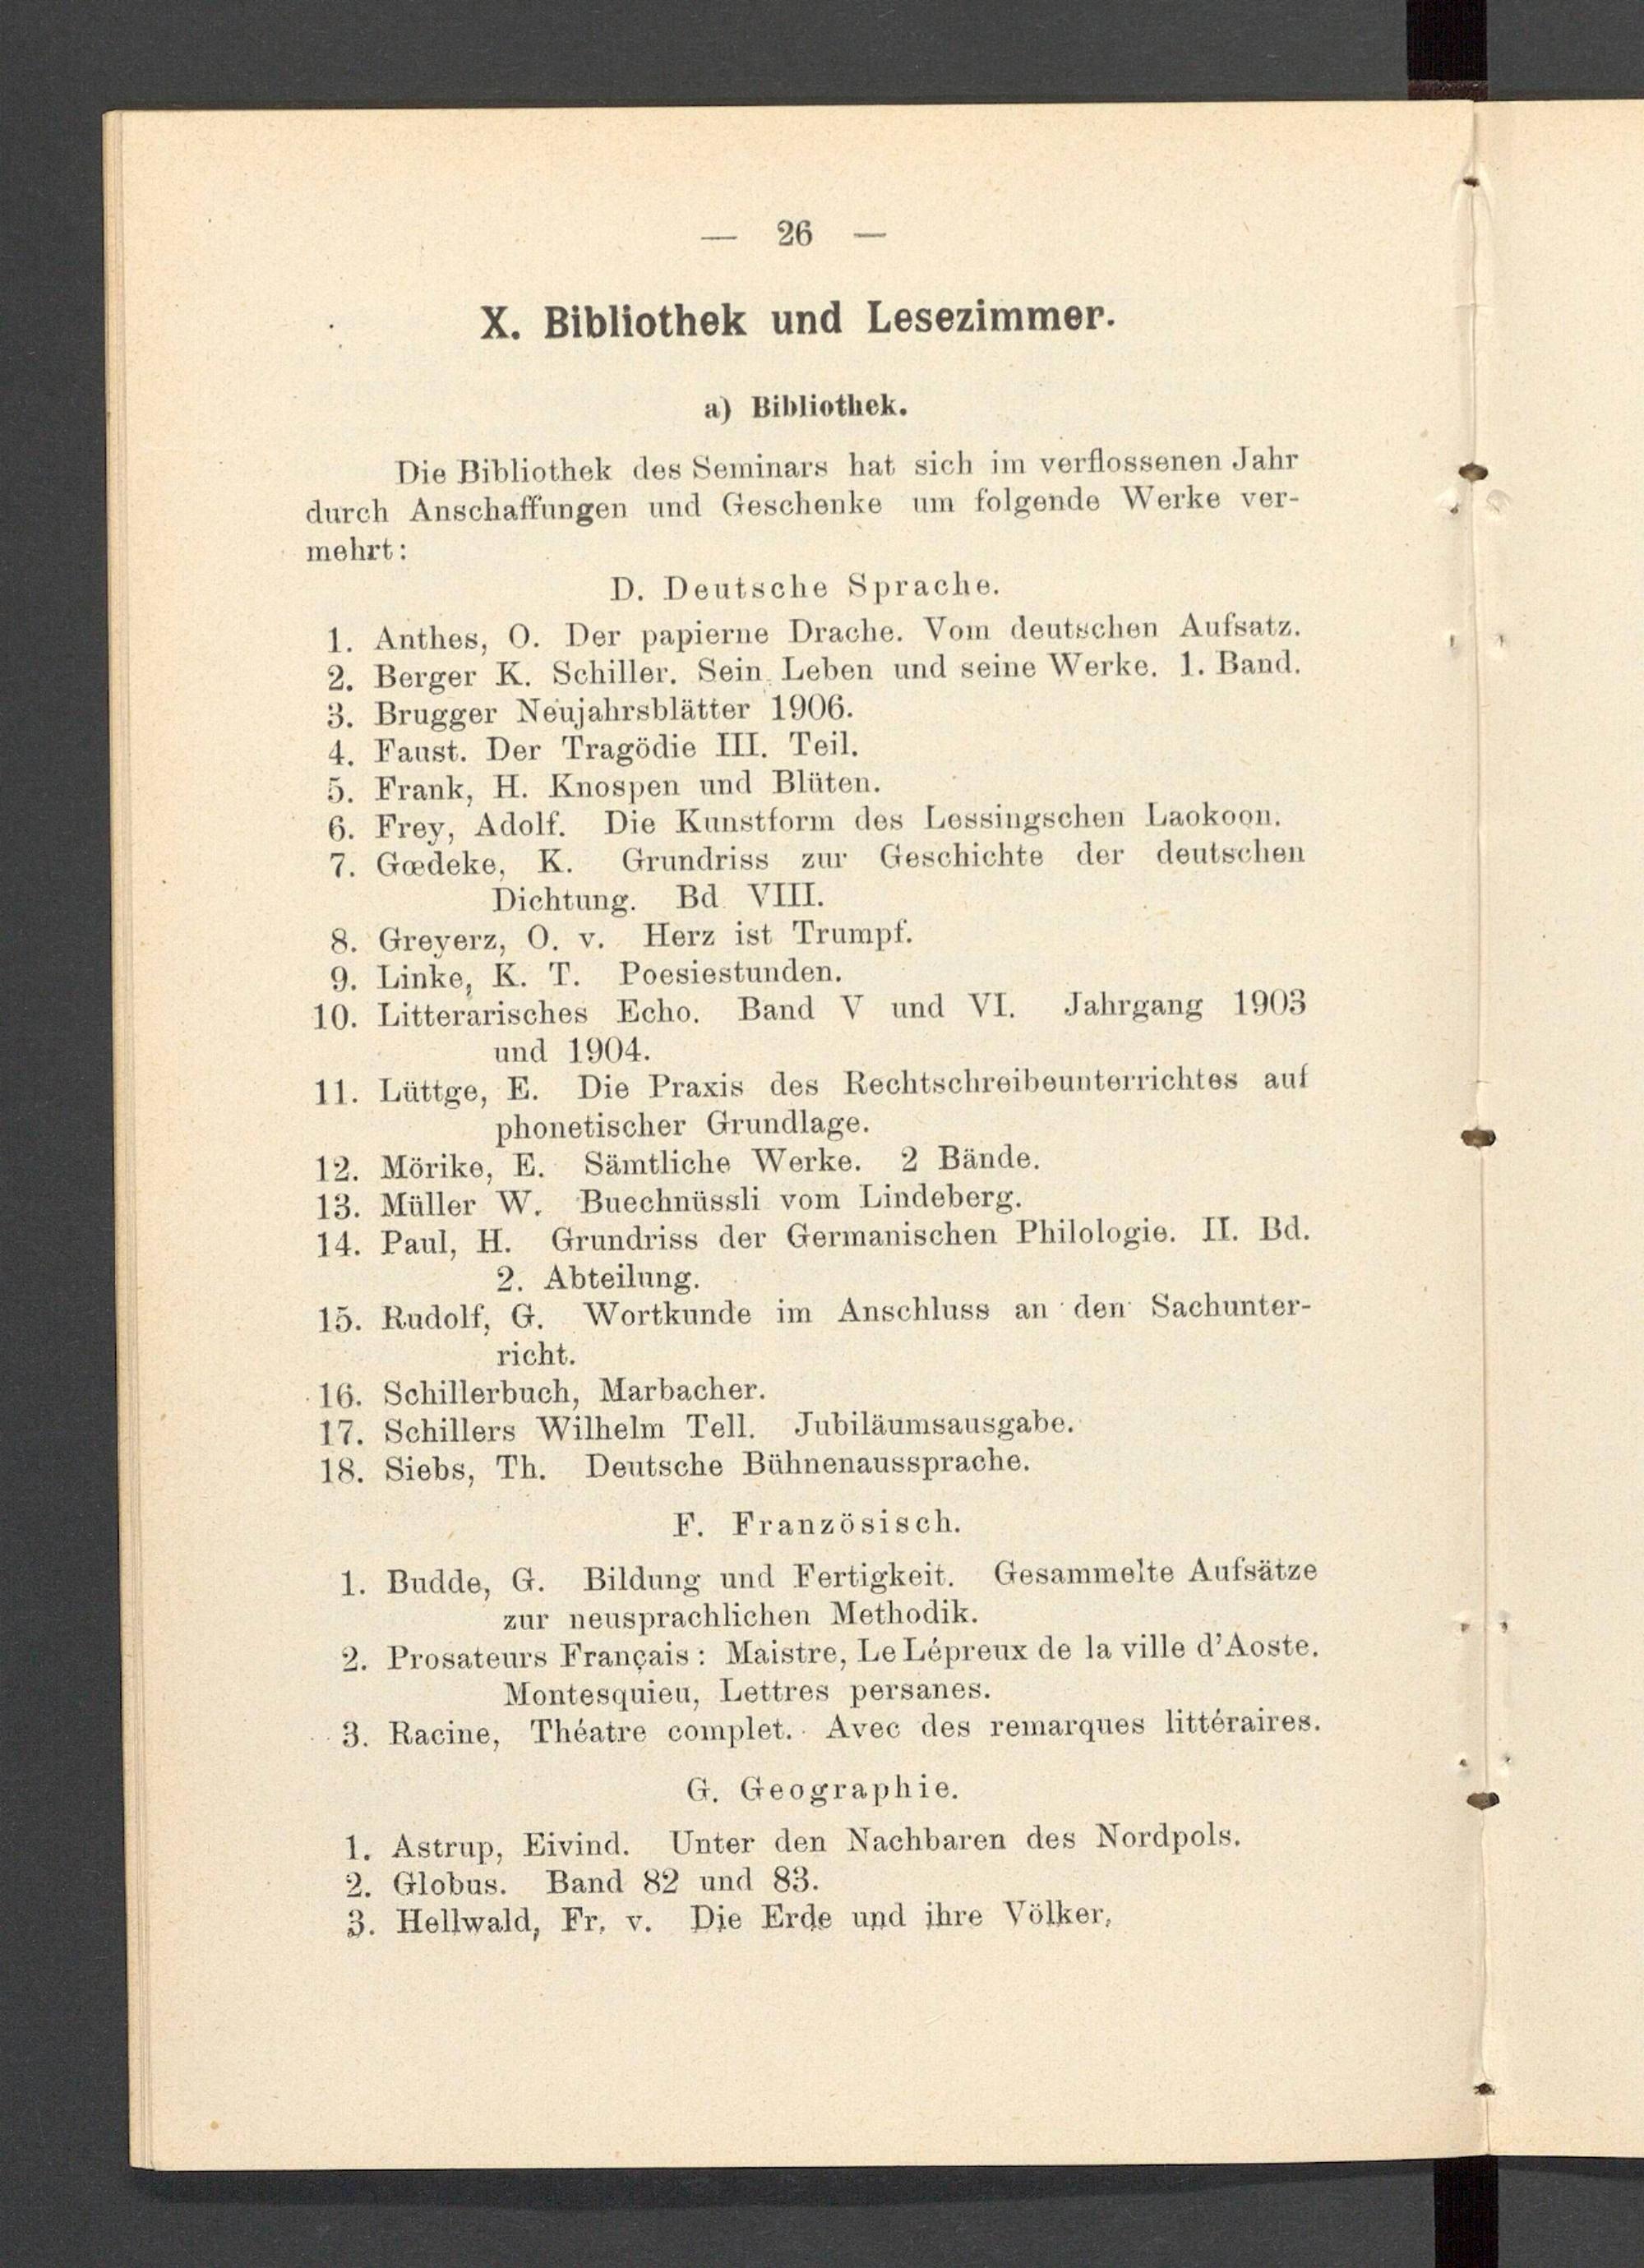 — 26 —
X. Bibliothek und Lesezimmer.
a) Bibliothek.
Die Bibliothek des Seminars hat sich im verflossenen Jahr
durch Anschaffungen und Geschenke um folgende Werke ver-
mehrt:
D. Deutsche Sprache.
1. Anthes, O. Der papierne Drache. Vom deutschen Aufsatz.
2. Berger K. Schiller. Sein Leben und seine Werke. 1. Band.
3. Brugger Neujahrsblätter 1906.
4. Faust. Der Tragödie III. Teil.
5. Frank, H. Knospen und Blüten.
6. Frey, Adolf. Die Kunstform des Lessingschen Laokoon.
7. Gœdeke, K. Grundriss zur Geschichte der deutschen
Dichtung. Bd VIII.
8. Greyerz, O. v. Herz ist Trumpf.
9. Linke, K. T. Poesiestunden.
10. Litterarisches Echo. Band V und VI. Jahrgang 1903
und 1904.
11. Lüttge, E. Die Praxis des Rechtschreibeunterrichtes auf
phonetischer Grundlage.
12. Mörike, E. Sämtliche Werke. 2 Bände.
13. Müller W. Buechnüssli vom Lindeberg.
14. Paul, H. Grundriss der Germanischen Philologie. II. Bd.
2. Abteilung.
15. Rudolf, G. Wortkunde im Anschluss an den Sachunter-
richt.
16. Schillerbuch, Marbacher.
17. Schillers Wilhelm Tell. Jubiläumsausgabe.
18. Siebs, Th. Deutsche Bühnenaussprache.
F. Französisch.
1. Budde, G. Bildung und Fertigkeit. Gesammelte Aufsätze
zur neusprachlichen Methodik.
2. Prosateurs Français: Maistre, Le Lépreux de la ville d'Aoste.
Montesquieu, Lettres persanes.
3. Racine, Théatre complet. Avec des remarques littéraires.
G. Geographie.
1. Astrup, Eivind. Unter den Nachbaren des Nordpols.
2. Globus. Band 82 und 83.
3. Hellwald, Fr. v. Die Erde und ihre Völker,